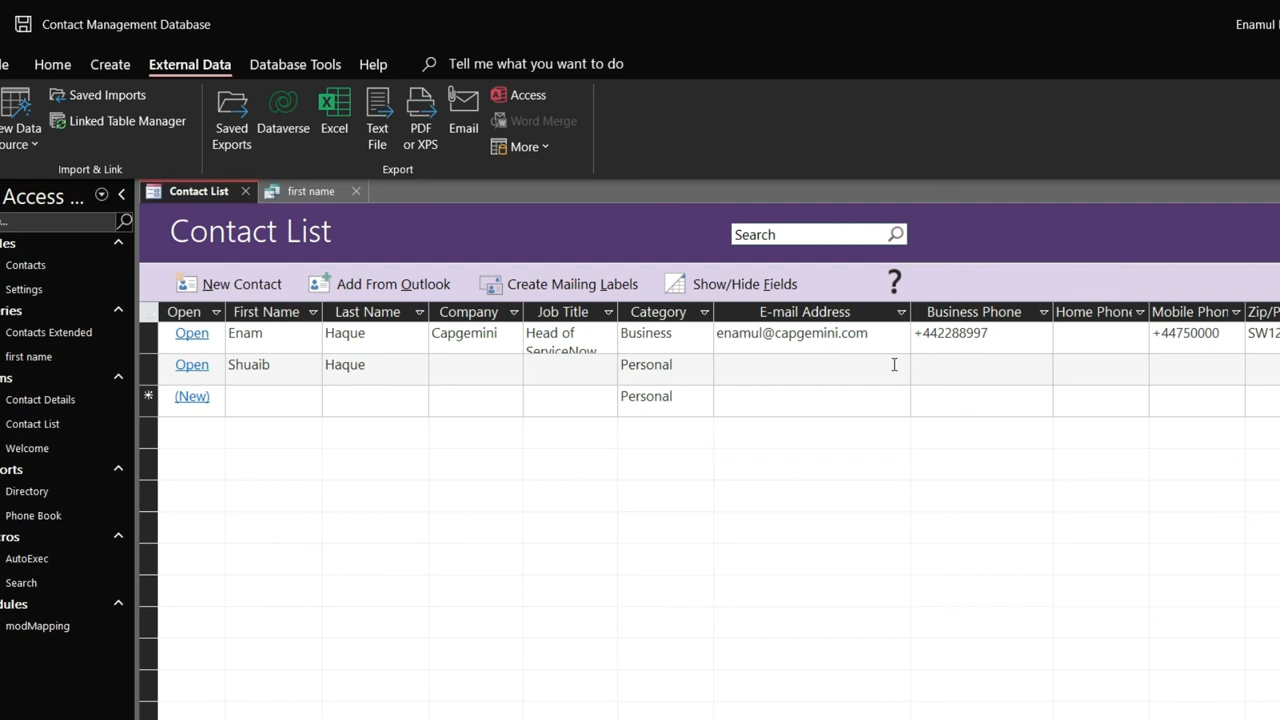 Contact Management Database
Enamul
Home Create External Data Database Tools Help Tell me what you want to do
Saved Imports
Linked Table Manager
Import & Link
Saved Exports
Dataverse
Excel
Text File
PDF or XPS
Email
Access
Word Merge
More
Export
Access ...
Contact List
first name
Contacts
Settings
Contacts Extended
first name
Contact Details
Contact List
Welcome
Directory
Phone Book
AutoExec
Search
modMapping
Contact List
Search
New Contact Add From Outlook Create Mailing Labels Show/Hide Fields ?
Open First Name Last Name Company Job Title Category E-mail Address Business Phone Home Phone Mobile Phon Zip/P
Open Enam Haque Capgemini Head of ServiceNow Business enamul@capgemini.com +442288997 +44750000 SW12
Open Shuaib Haque Personal
(New) Personal